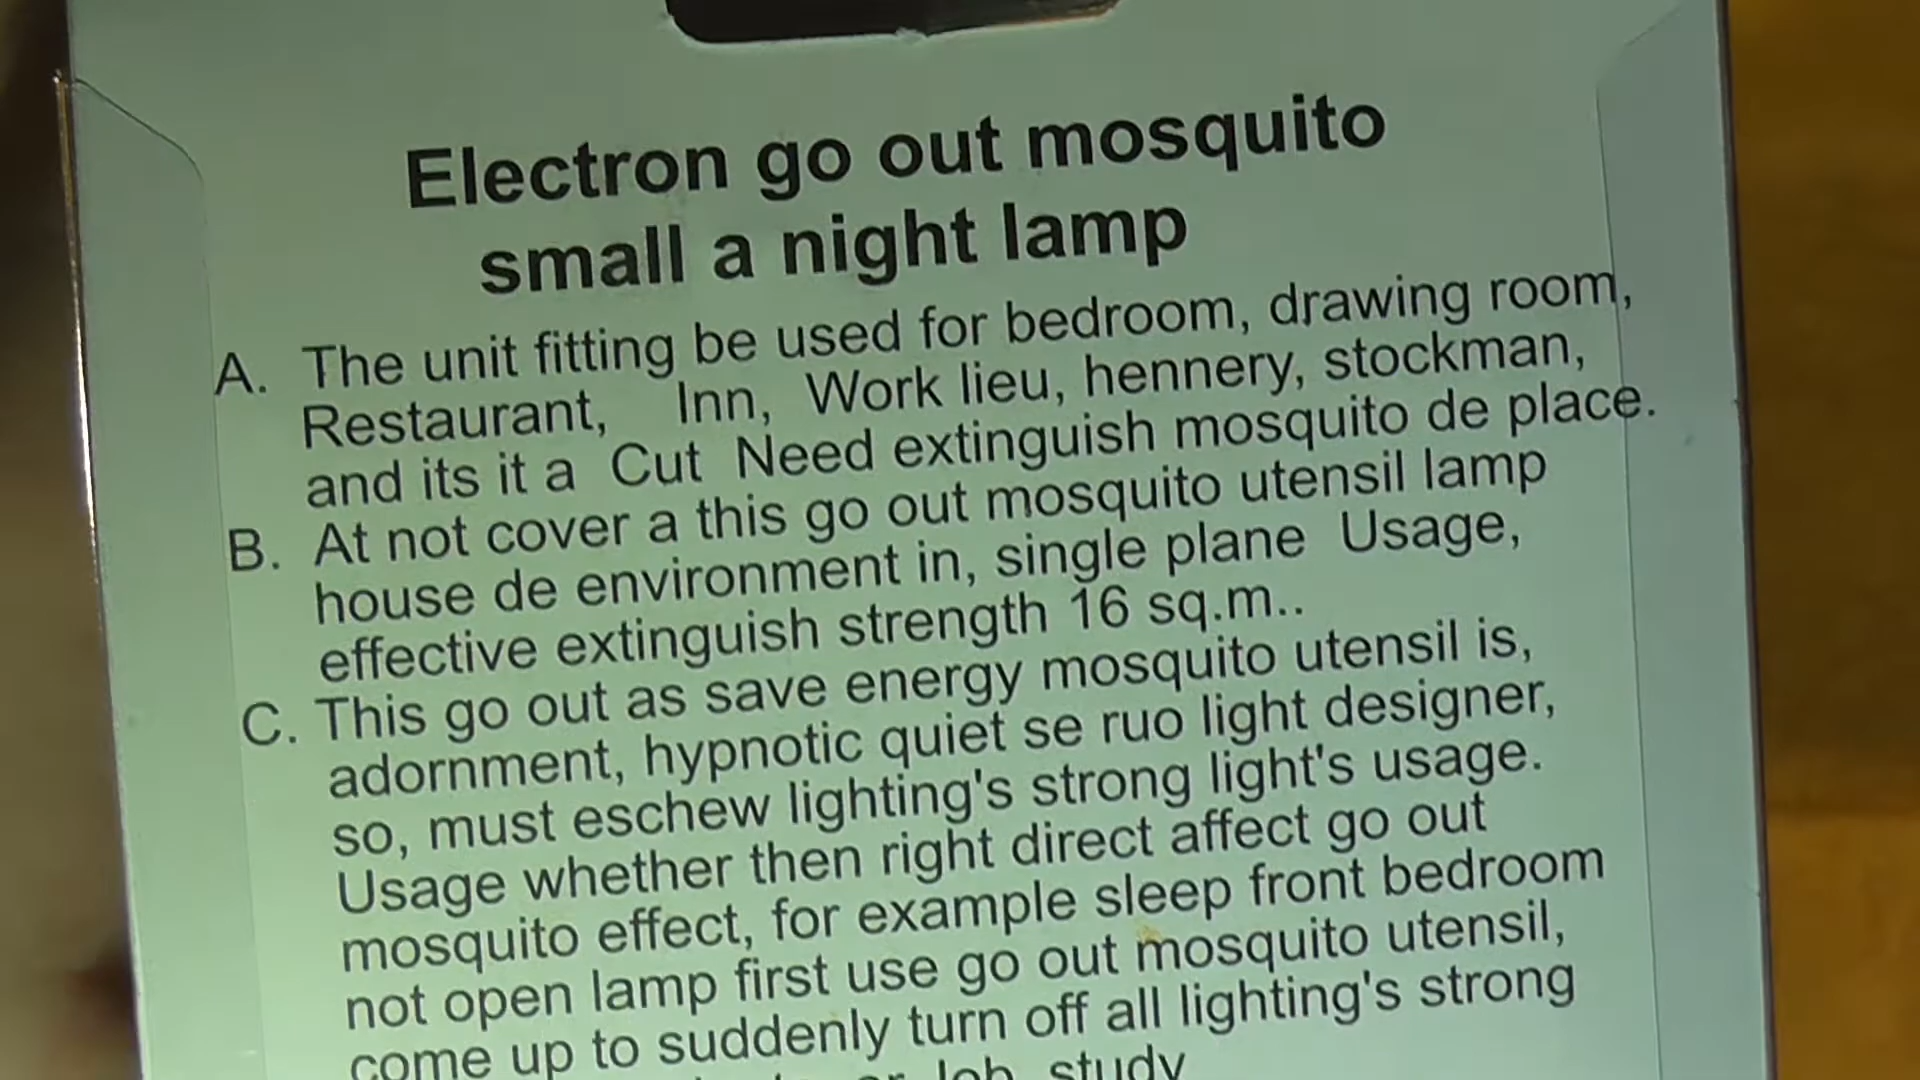 Electron go out mosquito
small a night lamp
A. The unit fitting be used for bedroom, drawing room,
Restaurant, Inn, Work lieu, hennery, stockman,
and its it a Cut Need extinguish mosquito de place.
B. At not cover a this go out mosquito utensil lamp
house de environment in, single plane Usage,
effective extinguish strength 16 sq.m..
C. This go out as save energy mosquito utensil is,
adornment, hypnotic quiet se ruo light designer,
so, must eschew lighting's strong light's usage.
Usage whether then right direct affect go out
mosquito effect, for example sleep front bedroom
not open lamp first use go out mosquito utensil,
come up to suddenly turn off all lighting's strong
or Job study